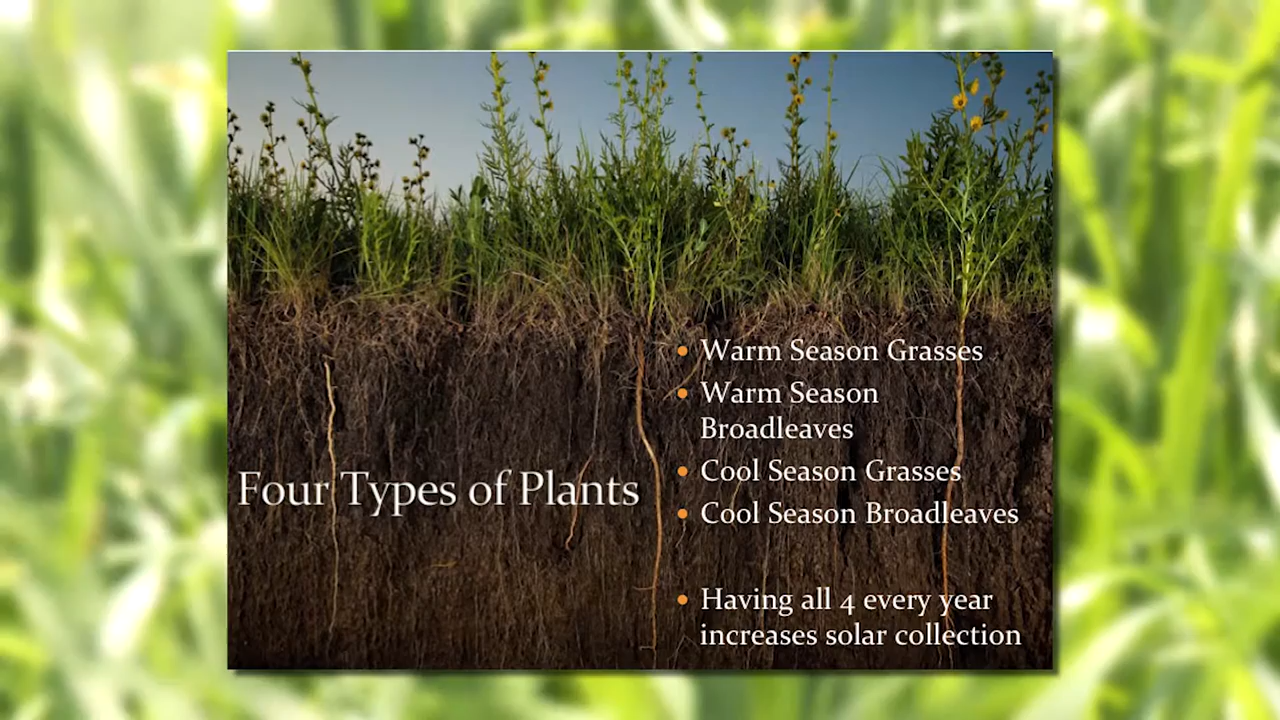 Four Types of Plants
• Warm Season Grasses
• Warm Season
Broadleaves
• Cool Season Grasses
• Cool Season Broadleaves
• Having all 4 every year
increases solar collection